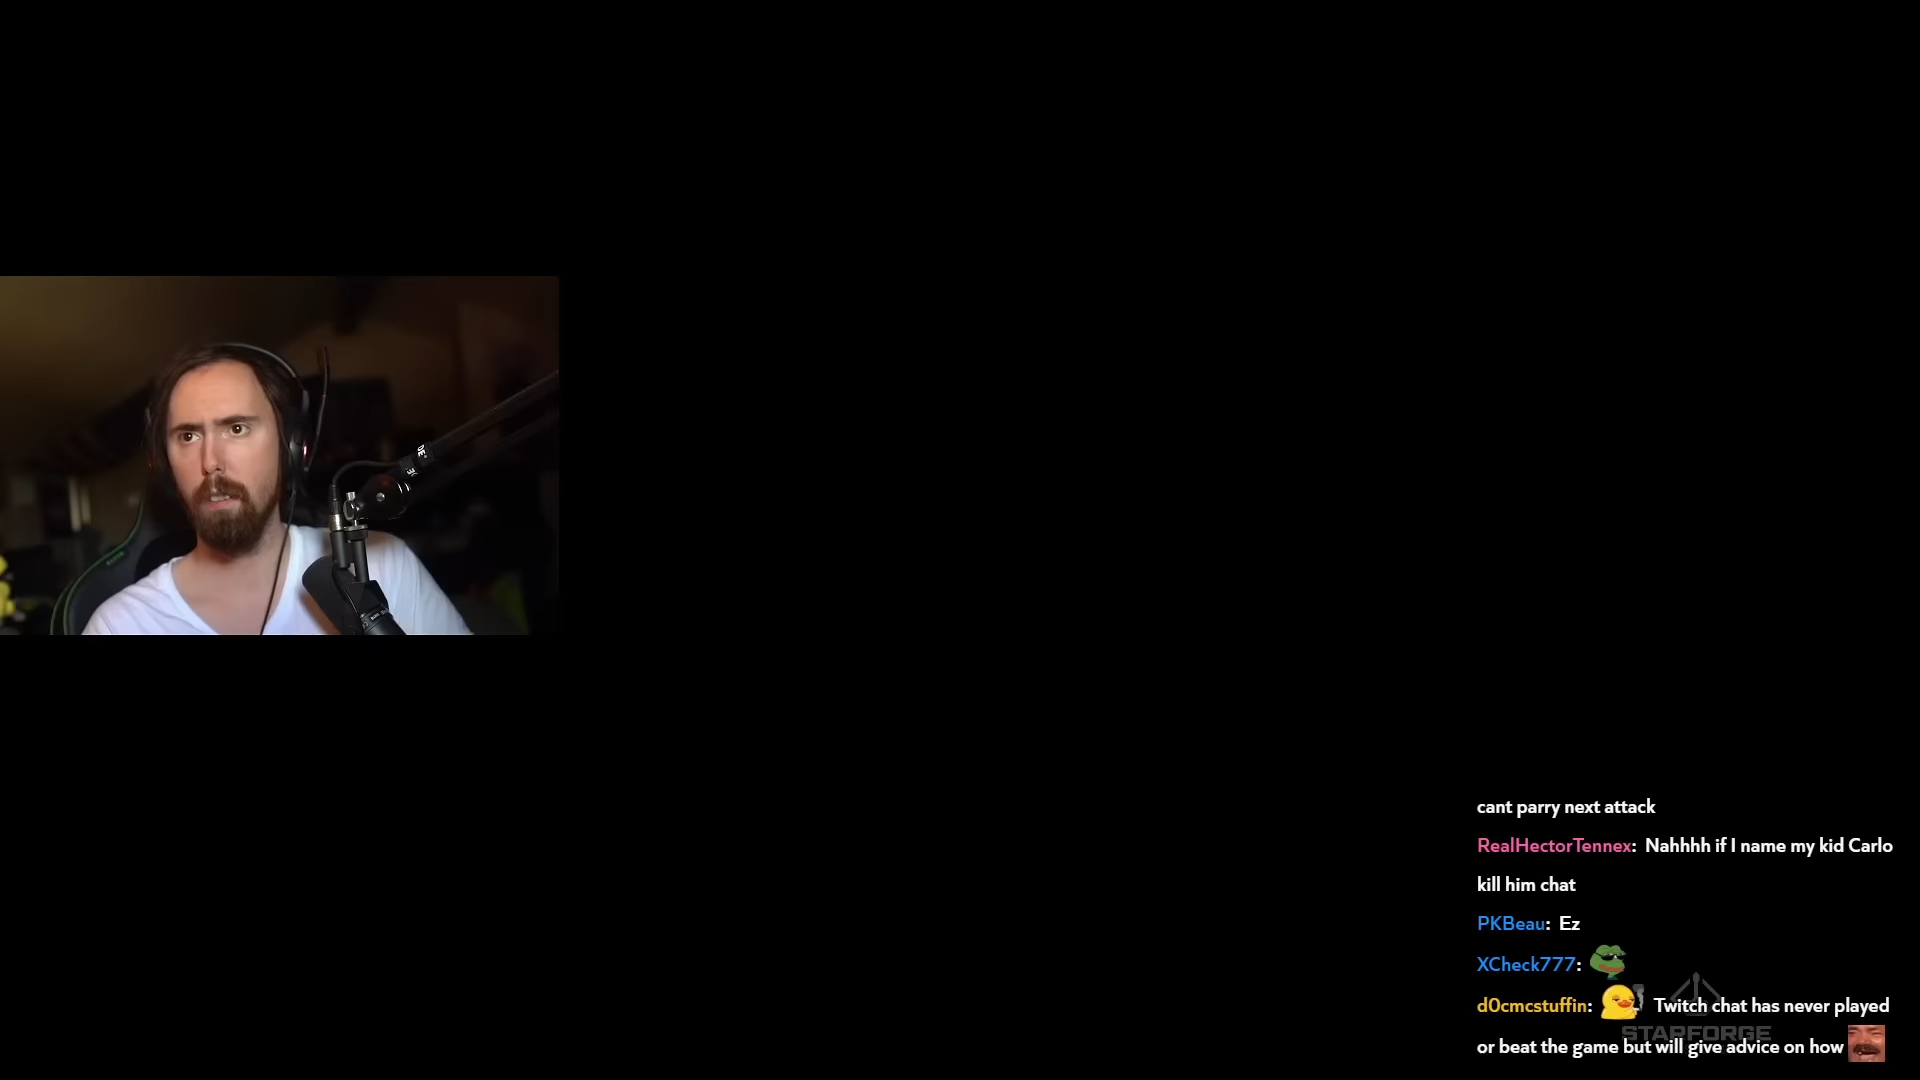 cant parry next attack
RealHectorTennex: Nahhhh if I name my kid Carlo
kill him chat
PKBeau: Ez
XCheck777:
d0cmcstuffin: Twitch chat has never played
STARFORGE
or beat the game but will give advice on how